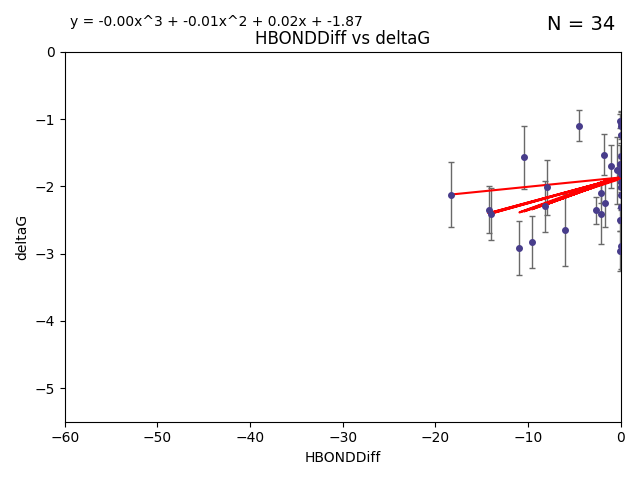 y = -0.00x^3 + -0.01x^2 + 0.02x + -1.87
N = 34
HBONDDiff vs deltaG
0
−1
−2
−3
−4
−5
deltaG
−60
−50
−40
−30
−20
−10
0
HBONDDiff